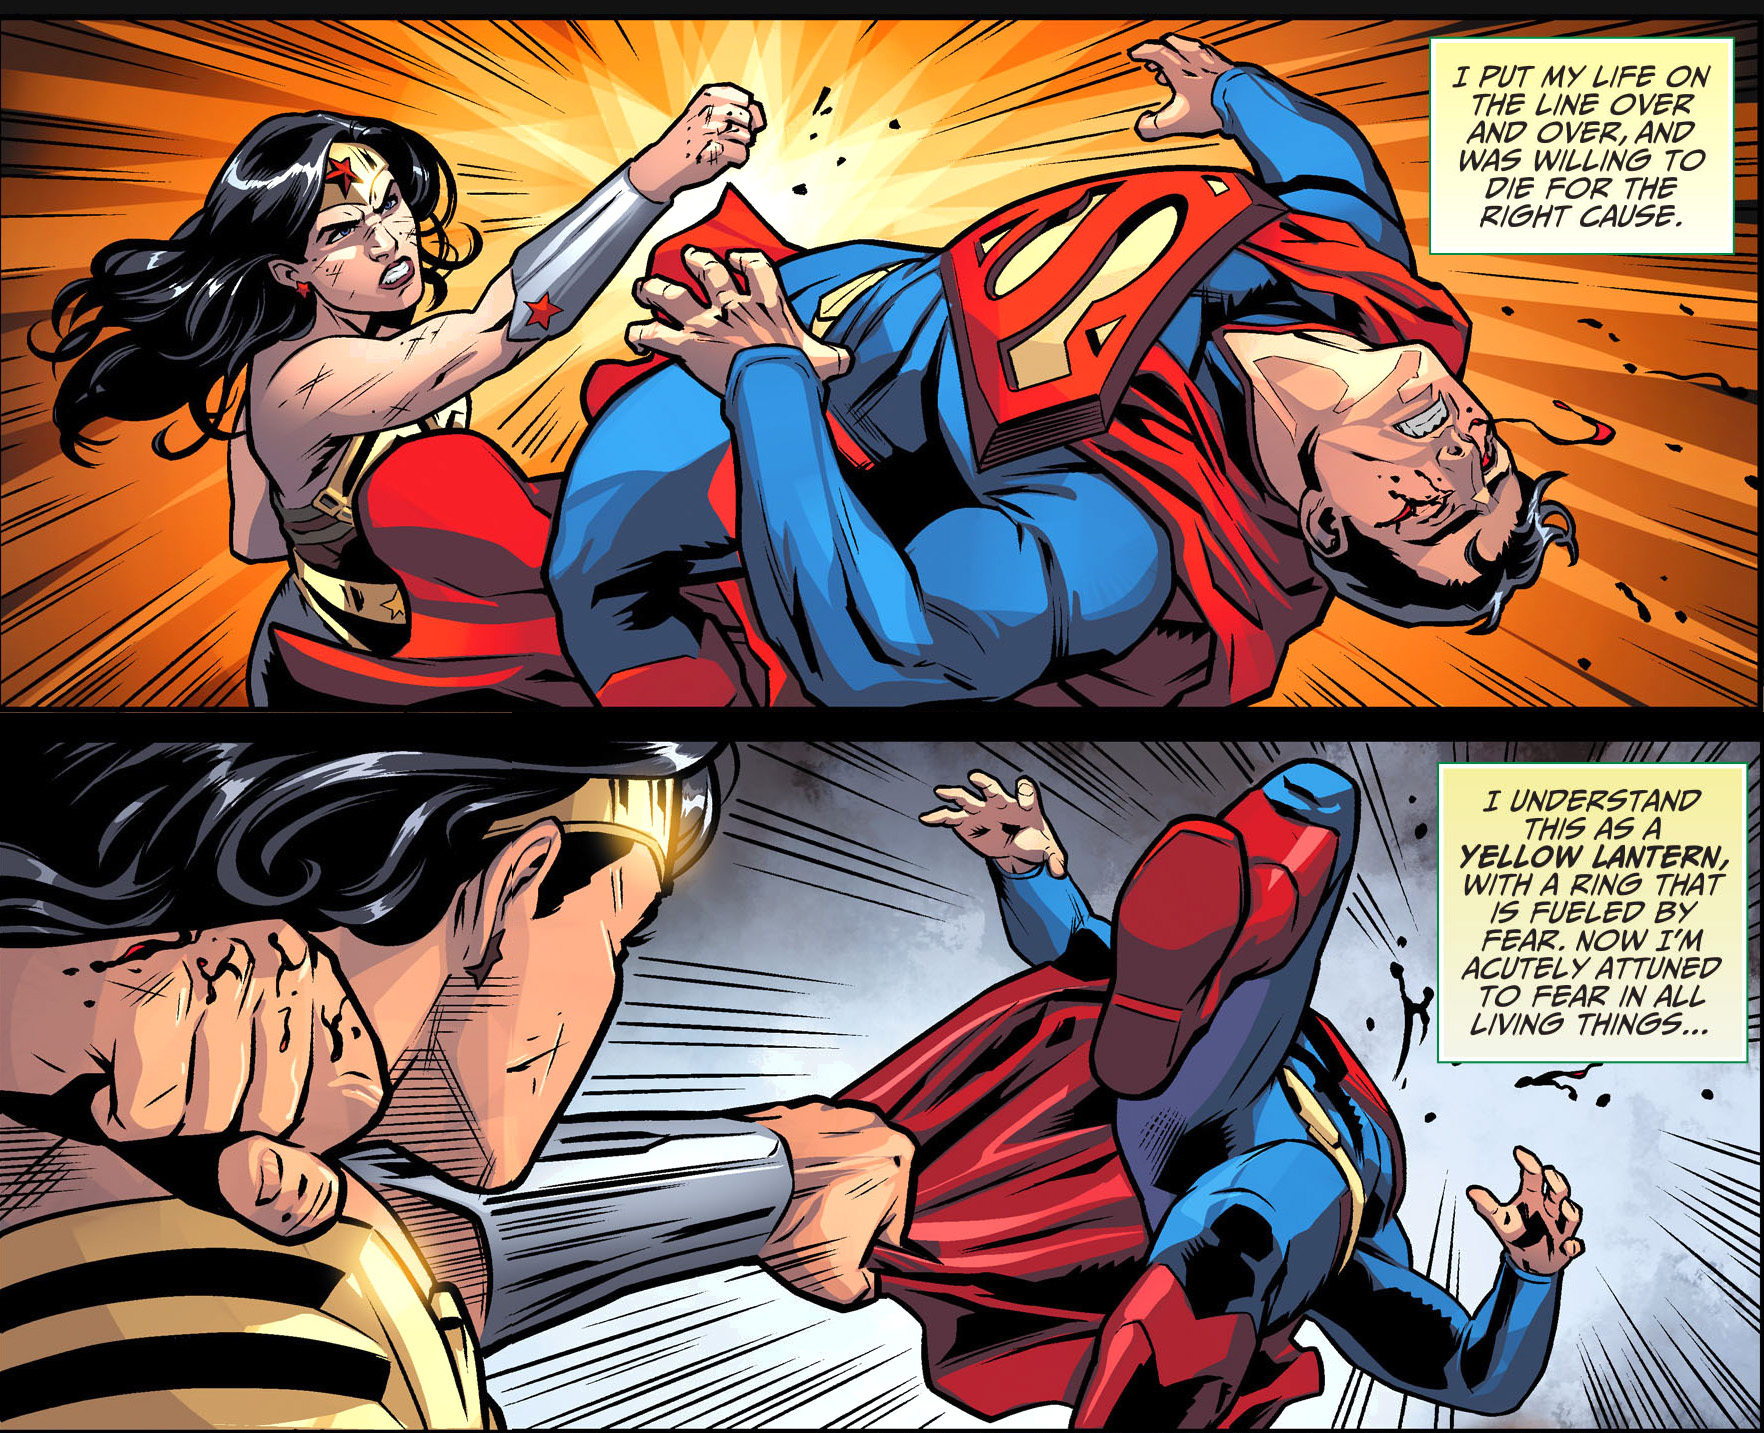 I PUT MY LIFE ON
THE LINE OVER
AND OVER, AND
WAS WILLING TO
DIE FOR THE
RIGHT CAUSE.
I UNDERSTAND
THIS AS A
YELLOW LANTERN,
WITH A RING THAT
IS FUELED BY
FEAR. NOW I'M
ACUTELY ATTUNED
TO FEAR IN ALL
LIVING THINGS...